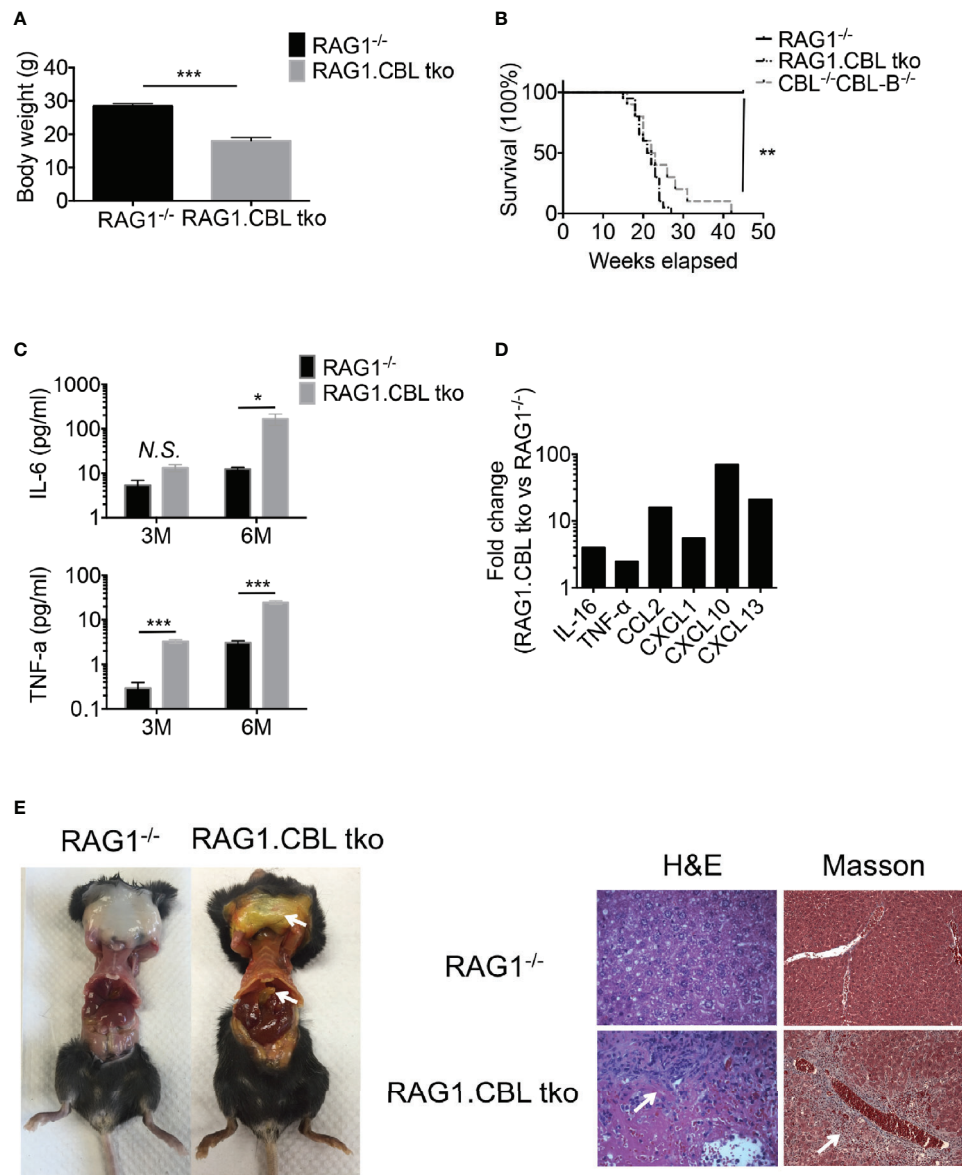 A
RAG1-/-
RAG1.CBL tko
Body weight (g)
40
30
20
10
0
***
RAG1-/- RAG1.CBL tko
B
RAG1-/-
RAG1.CBL tko
CBL-/-CBL-B-/-
Survival (100%)
100
50
0
**
0 10 20 30 40 50
Weeks elapsed
C
RAG1-/-
RAG1.CBL tko
IL-6 (pg/ml)
1000
100
10
1
N.S.
*
3M 6M
TNF-a (pg/ml)
100
10
1
0.1
***
***
3M 6M
D
Fold change
(RAG1.CBL tko vs RAG1-/-)
100
10
1
IL-16
TNF-α
CCL2
CXCL1
CXCL10
CXCL13
E
RAG1-/- RAG1.CBL tko
H&E Masson
RAG1-/-
RAG1.CBL tko